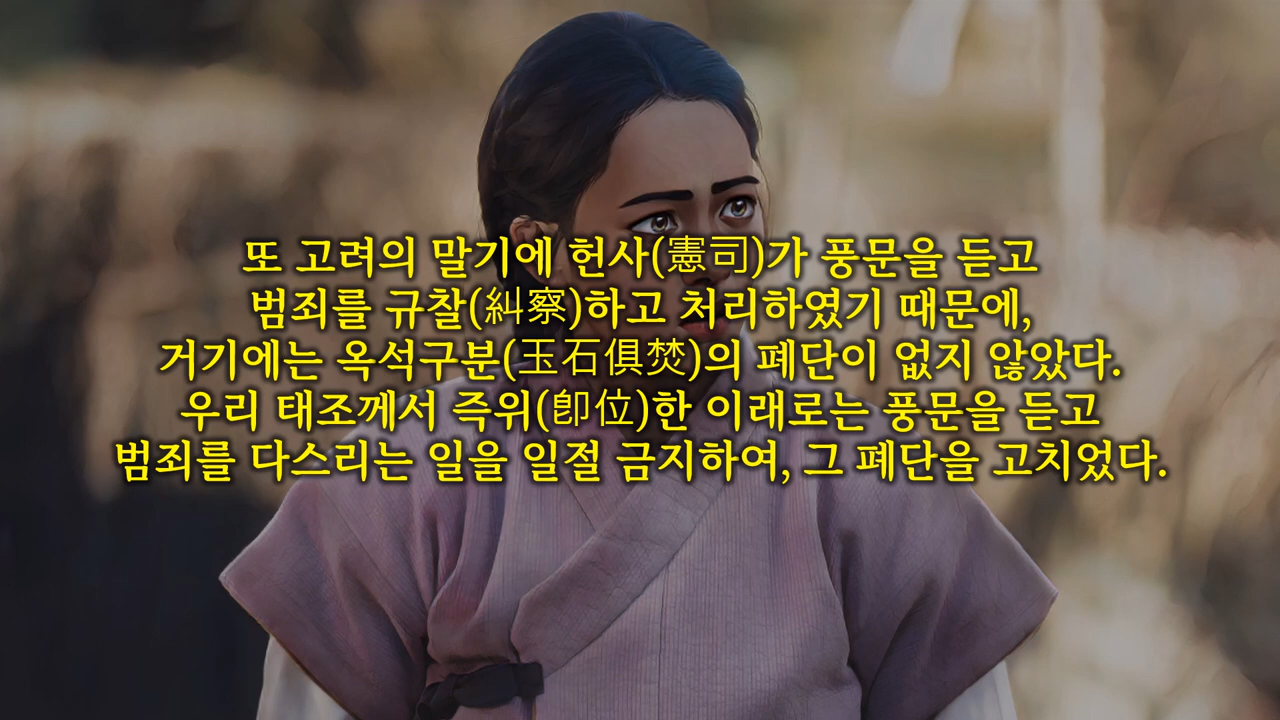 또 고려의 말기에 헌사(憲司)가 풍문을 듣고
범죄를 규찰(糾察)하고 처리하였기 때문에,
거기에는 옥석구분(玉石俱焚)의 폐단이 없지 않았다.
우리 태조께서 즉위(卽位)한 이래로는 풍문을 듣고
범죄를 다스리는 일을 일절 금지하여, 그 폐단을 고치었다.